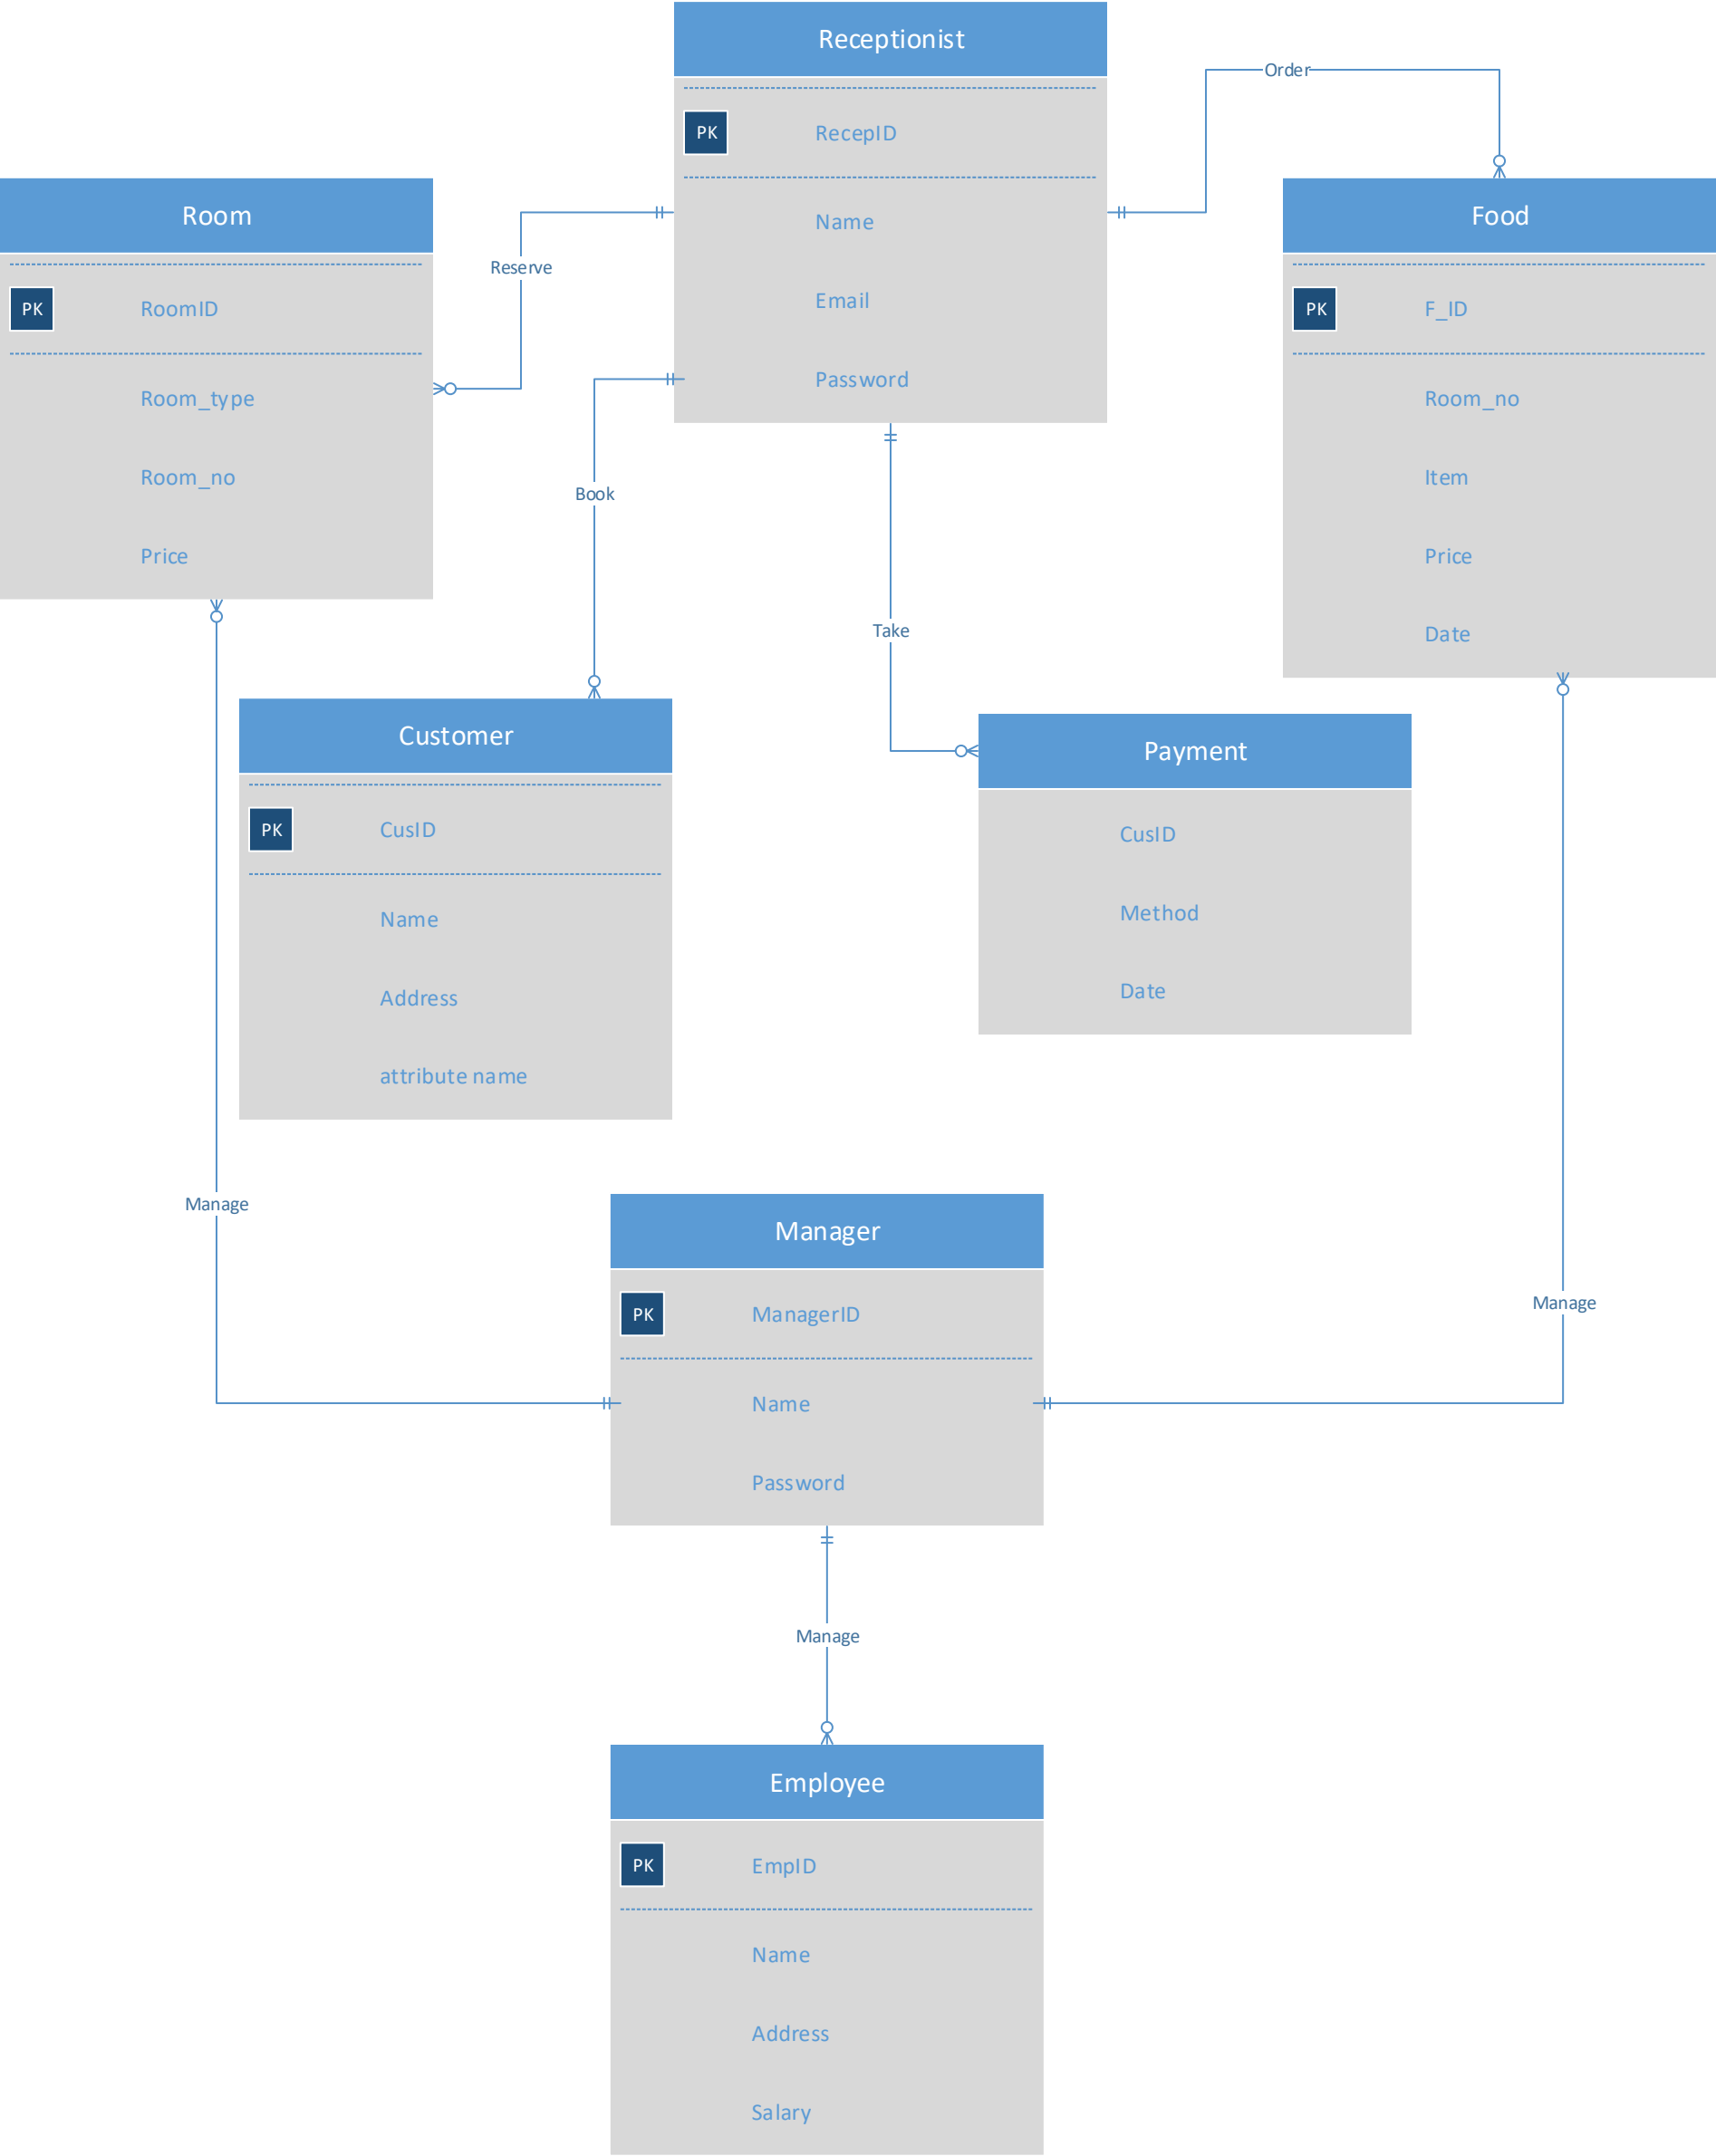 Receptionist
PK RecepID
Name
Email
Password
Order
Room
PK RoomID
Room_type
Room_no
Price
Reserve
Food
PK F_ID
Room_no
Item
Price
Date
Book
Take
Customer
PK CusID
Name
Address
attribute name
Payment
CusID
Method
Date
Manage
Manager
PK ManagerID
Name
Password
Manage
Manage
Employee
PK EmpID
Name
Address
Salary